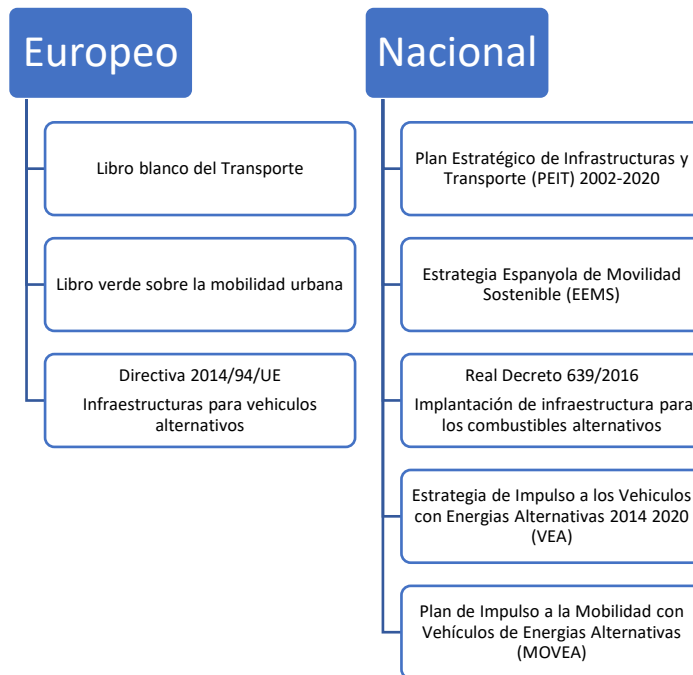 Europeo
Libro blanco del Transporte
Libro verde sobre la mobilidad urbana
Directiva 2014/94/UE
Infraestructuras para vehiculos
alternativos
Nacional
Plan Estratégico de Infrastructuras y
Transporte (PEIT) 2002-2020
Estrategia Espanyola de Movilidad
Sostenible (EEMS)
Real Decreto 639/2016
Implantación de infraestructura para
los combustibles alternativos
Estrategia de Impulso a los Vehiculos
con Energias Alternativas 2014 2020
(VEA)
Plan de Impulso a la Mobilidad con
Vehículos de Energias Alternativas
(MOVEA)